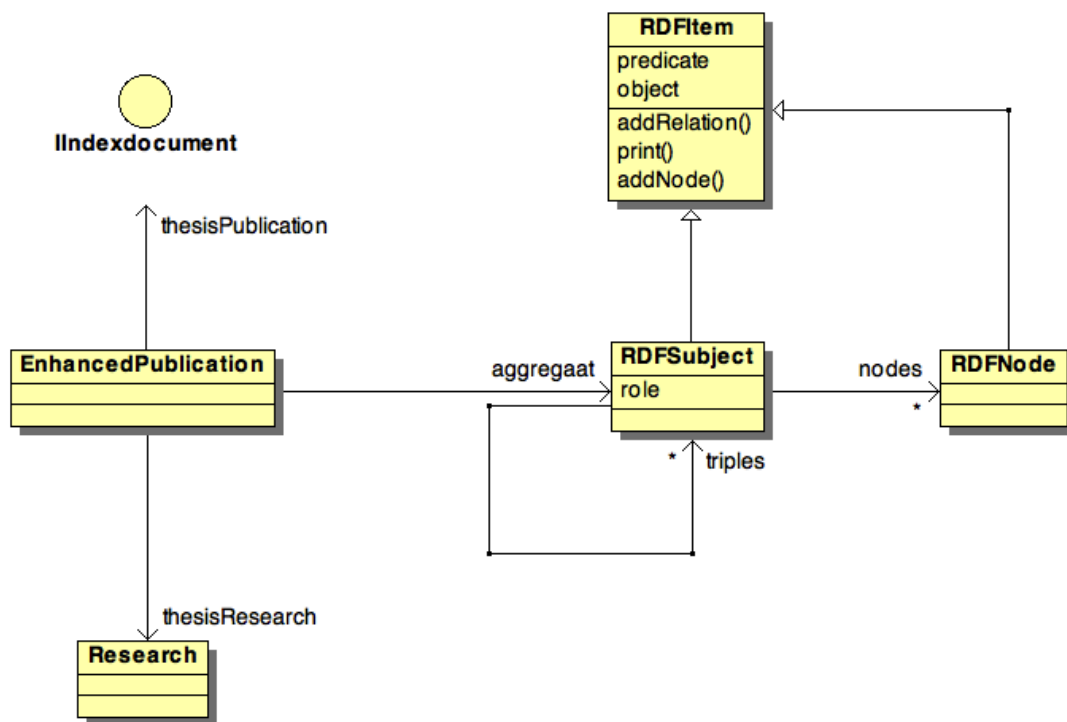 RDFItem
predicate
object
addRelation()
print()
addNode()
IIndexdocument
thesisPublication
EnhancedPublication
aggregaat
RDFSubject
role
nodes
*
RDFNode
* triples
thesisResearch
Research